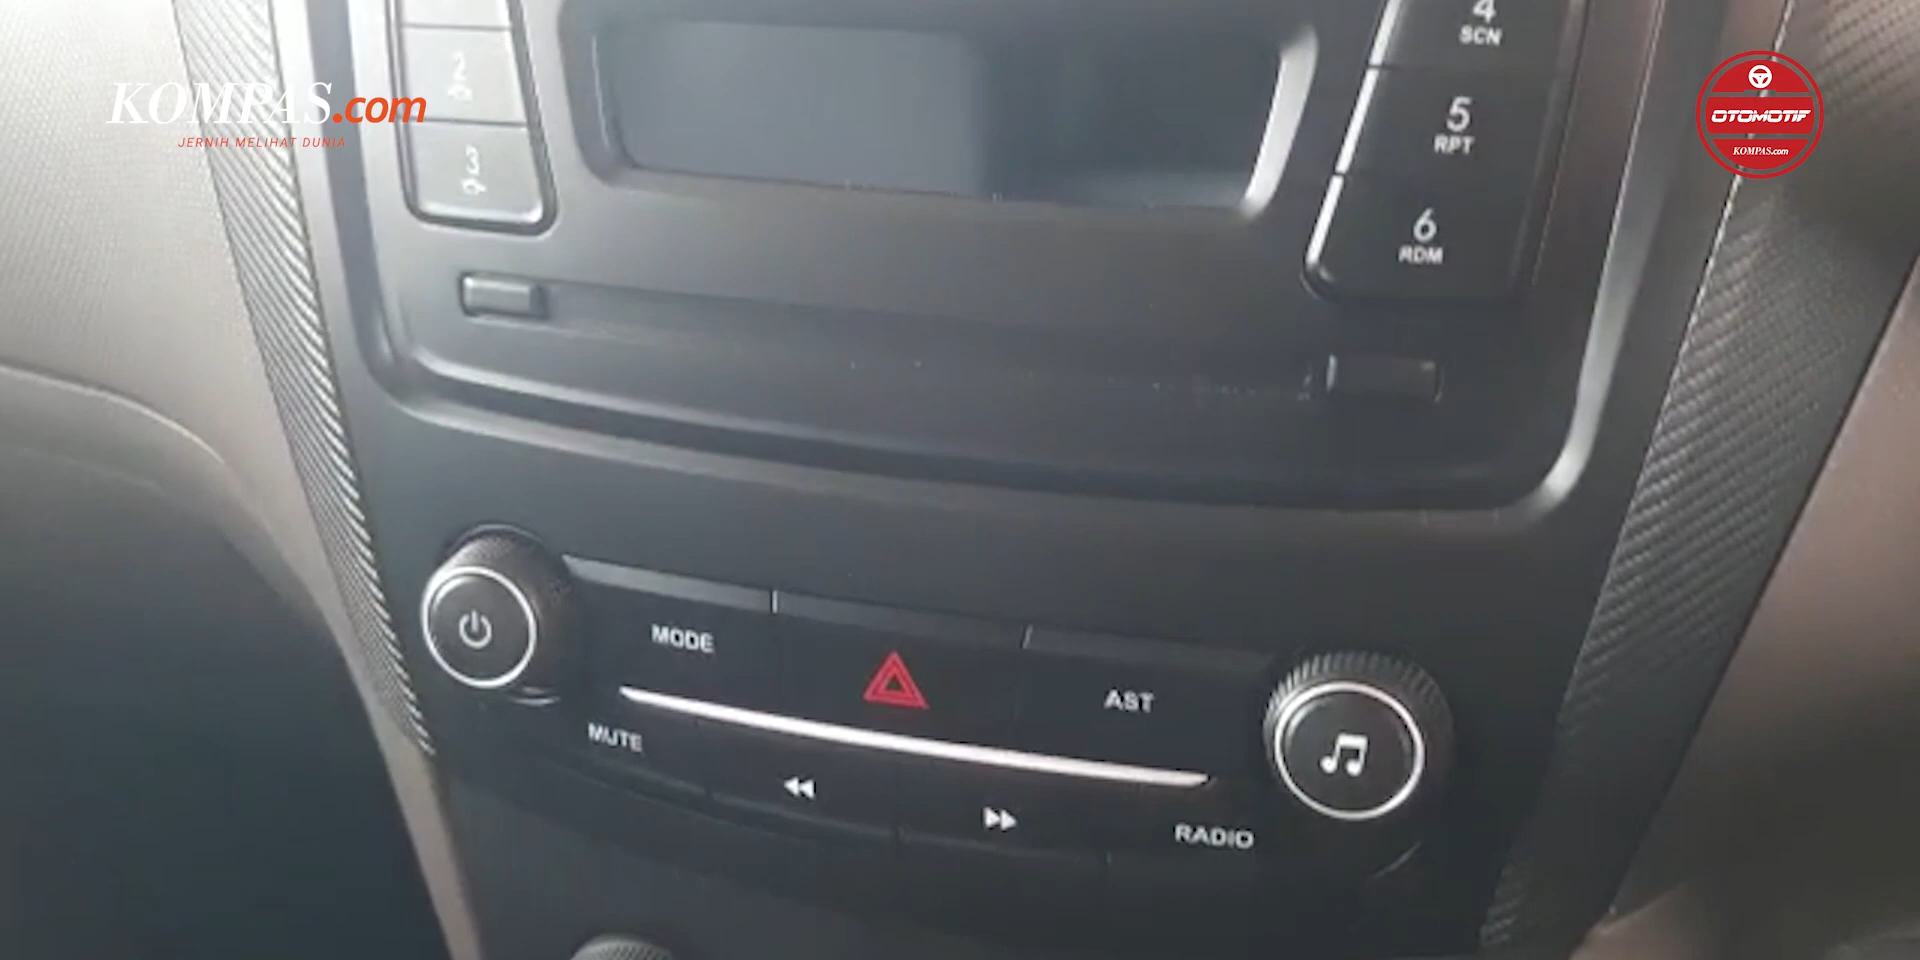 KOMPAS.com
JERNIH MELIHAT DUNIA
OTOMOTIF
KOMPAS.com
2
3
4
SCN
5
RPT
6
RDM
MODE
AST
MUTE
RADIO